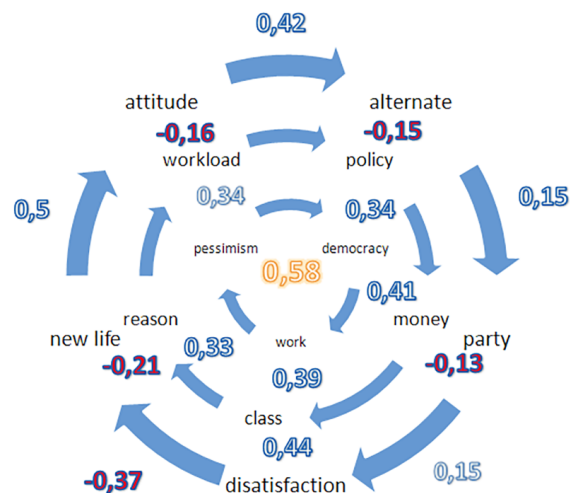 0,42
attitude alternate
-0,16 -0,15
workload policy
0,34 0,34
0,5 0,15
pessimism democracy
0,58
0,41
reason money
new life work party
0,33
-0,21 -0,13
0,39
class
0,44
-0,37 0,15
disatisfaction